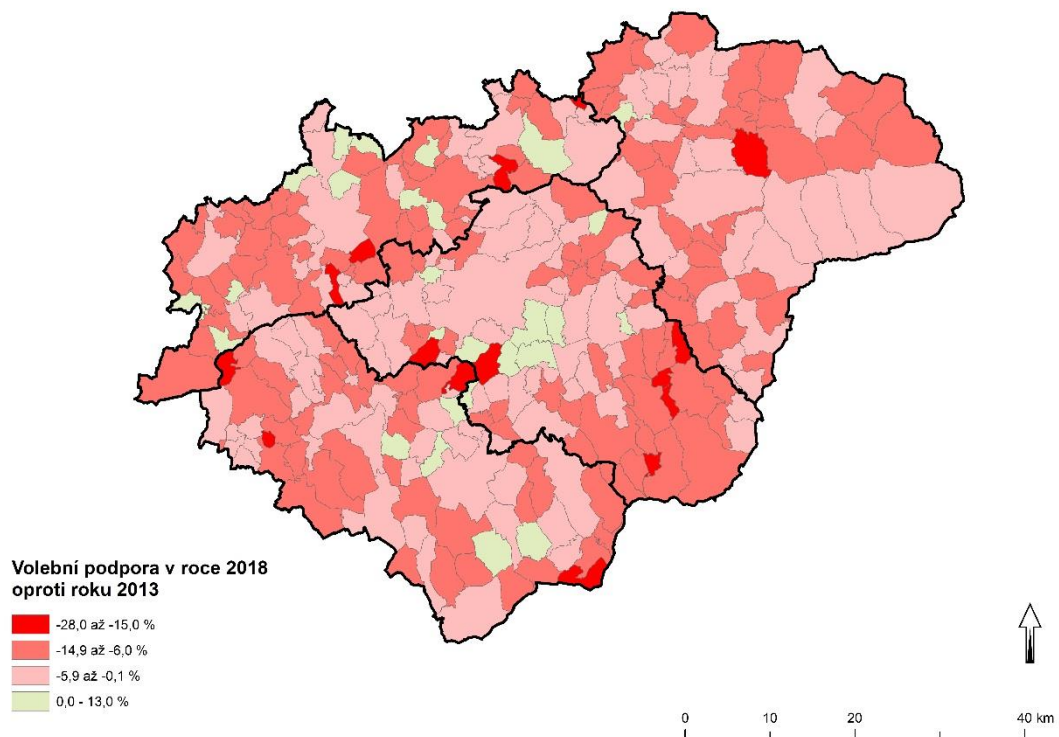 Volební podpora v roce 2018
oproti roku 2013
-28,0 až -15,0 %
-14,9 až -6,0 %
-5,9 až -0,1 %
0,0 - 13,0 %
0 10 20 40 km